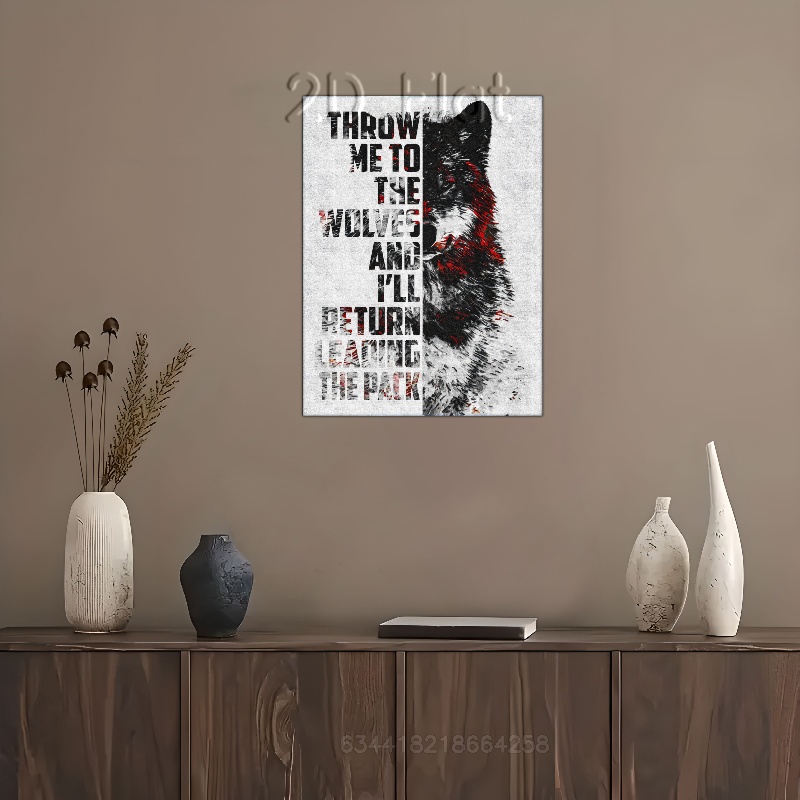 2D Flat
THROW
ME TO
THE
WOLVES
AND
I'LL
RETURN
LEADING
THE PACK
634418218664258